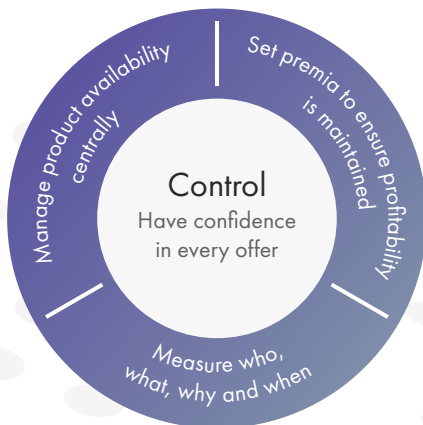 Manage product availability
centrally
Set premia to ensure profitability
is maintained
Control
Have confidence
in every offer
Measure who,
what, why and when